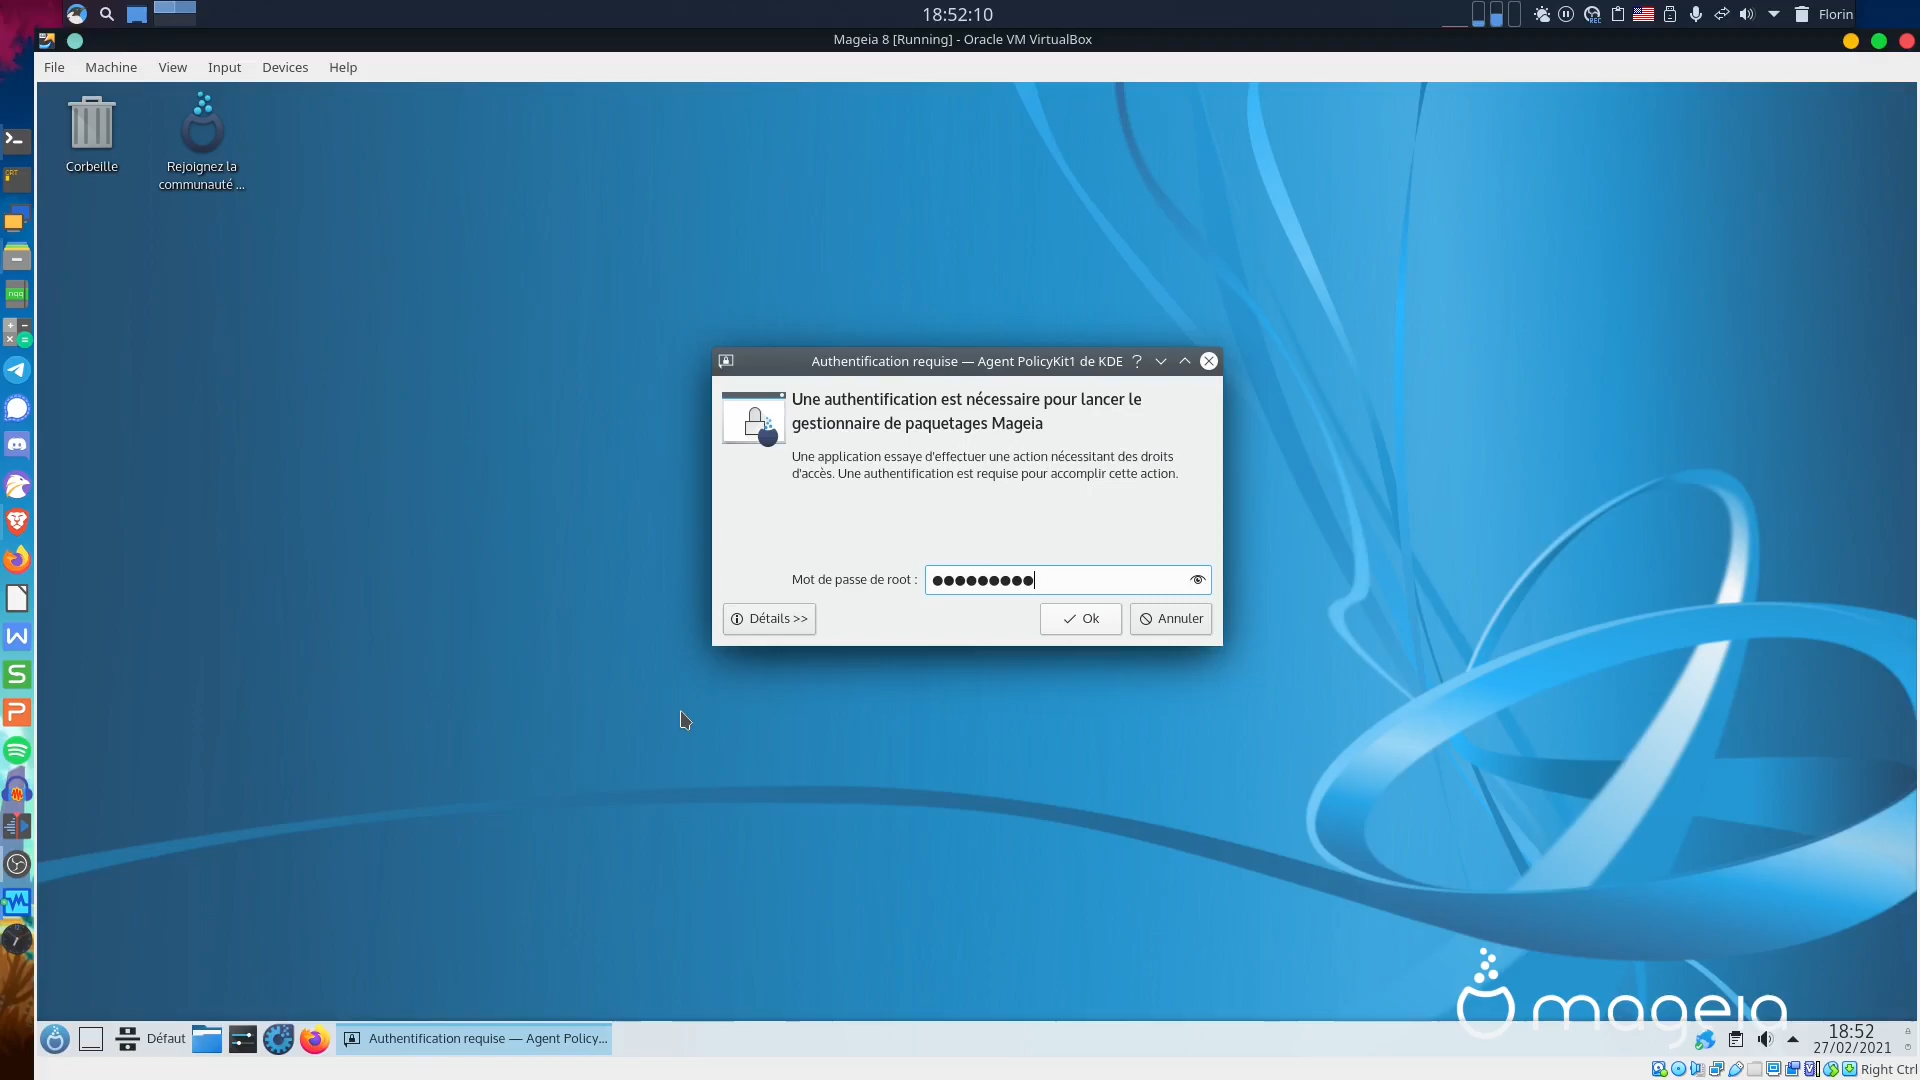 18:52:10
Florin
Mageia 8 [Running] - Oracle VM VirtualBox
File Machine View Input Devices Help
Corbeille
Rejoignez la
communauté ...
Authentification requise — Agent PolicyKit1 de KDE
Une authentification est nécessaire pour lancer le
gestionnaire de paquetages Mageia
Une application essaye d'effectuer une action nécessitant des droits
d'accès. Une authentification est requise pour accomplir cette action.
Mot de passe de root :
Détails >>
Ok
Annuler
mageia
Défaut
Authentification requise — Agent Policy...
18:52
27/02/2021
Right Ctrl